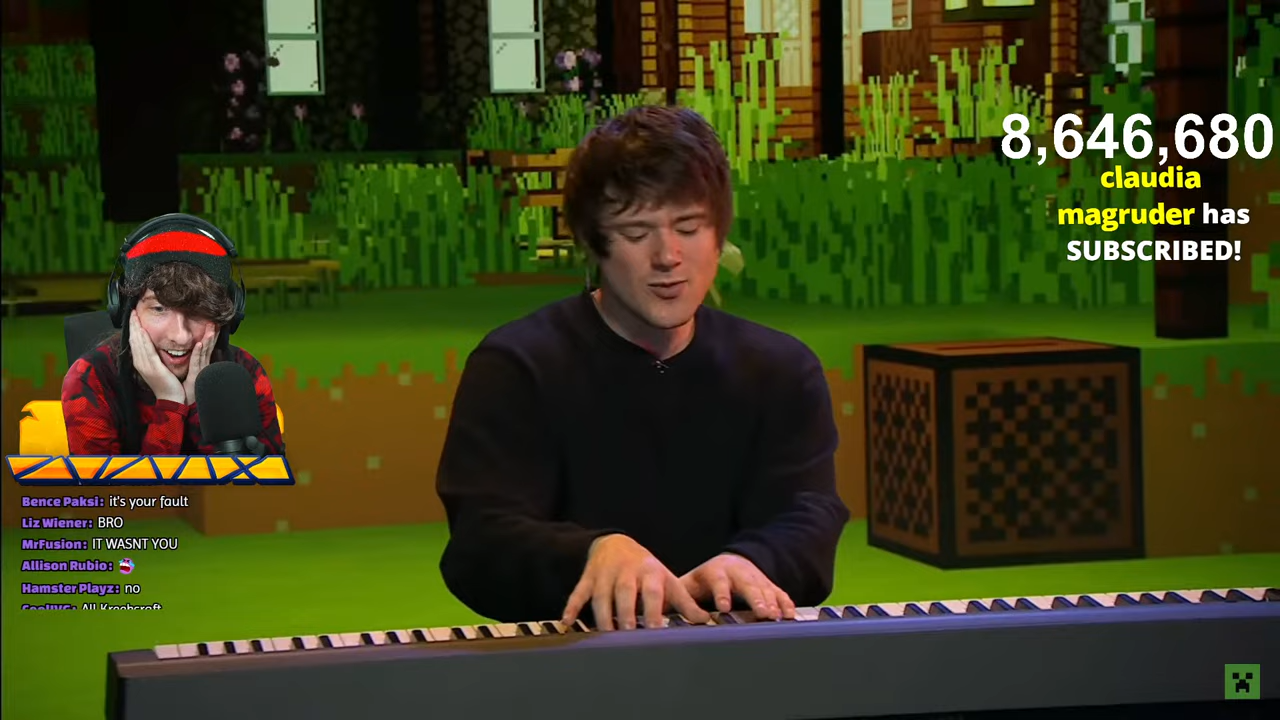 8,646,680
claudia
magruder has
SUBSCRIBED!
Bence Paksi: it's your fault
Liz Wiener: BRO
MrFusion: IT WASNT YOU
Allison Rubio:
Hamster Playz: no